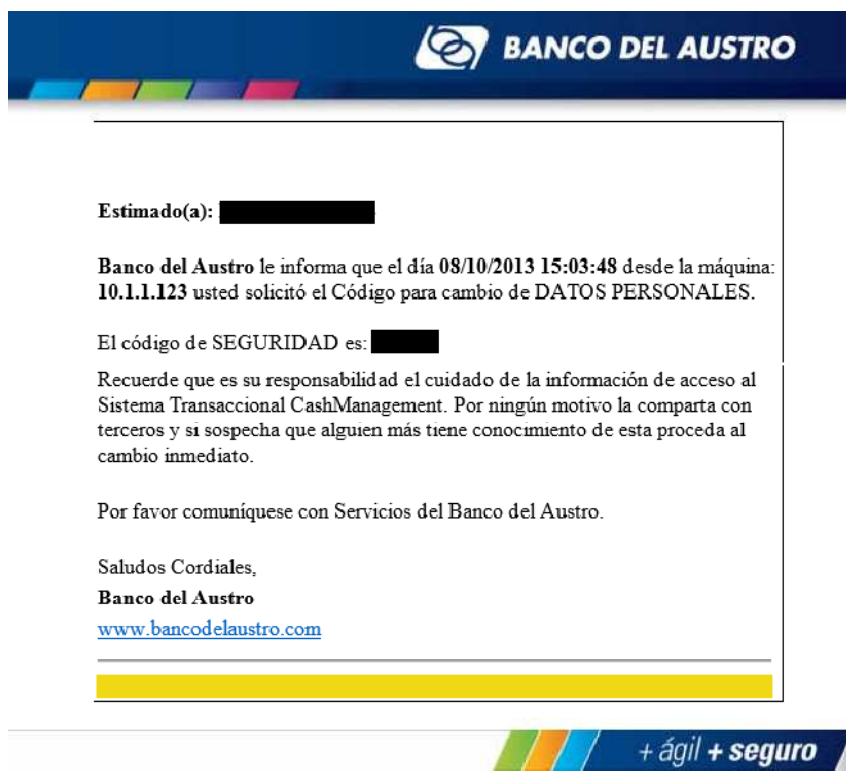 BANCO DEL AUSTRO
Estimado(a):
Banco del Austro le informa que el día 08/10/2013 15:03:48 desde la máquina:
10.1.1.123 usted solicitó el Código para cambio de DATOS PERSONALES.
El código de SEGURIDAD es:
Recuerde que es su responsabilidad el cuidado de la información de acceso al
Sistema Transaccional CashManagement. Por ningún motivo la comparta con
terceros y si sospecha que alguien más tiene conocimiento de esta proceda al
cambio inmediato.
Por favor comuníquese con Servicios del Banco del Austro.
Saludos Cordiales,
Banco del Austro
www.bancodelaustro.com
+ ágil + seguro